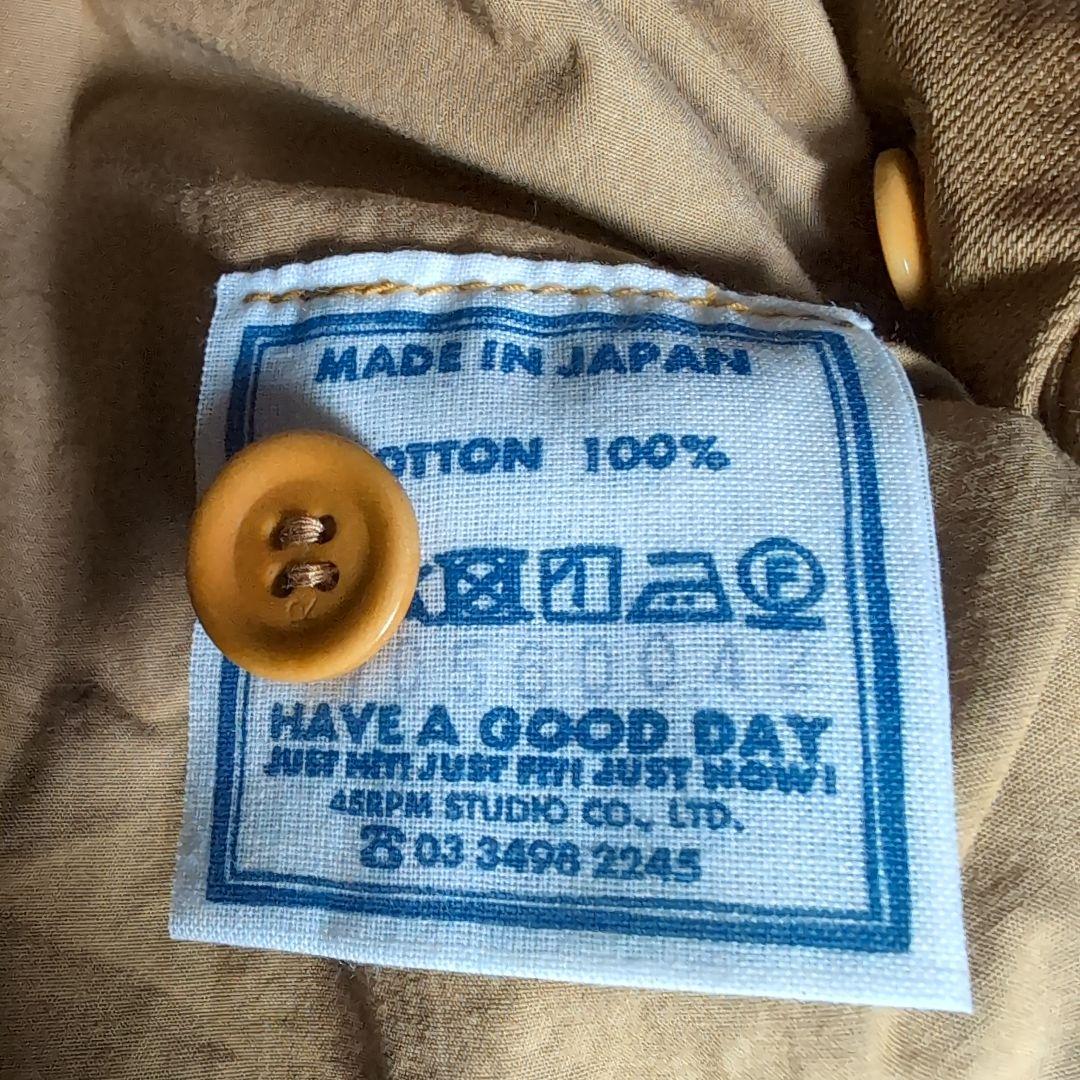 MADE IN JAPAN
100%
F
HAVE A GOOD DAY
JUST HIT! JUST FIT! JUST NOW!
45RPM STUDIO CO., LTD.
☎ 03 3498 2245
R